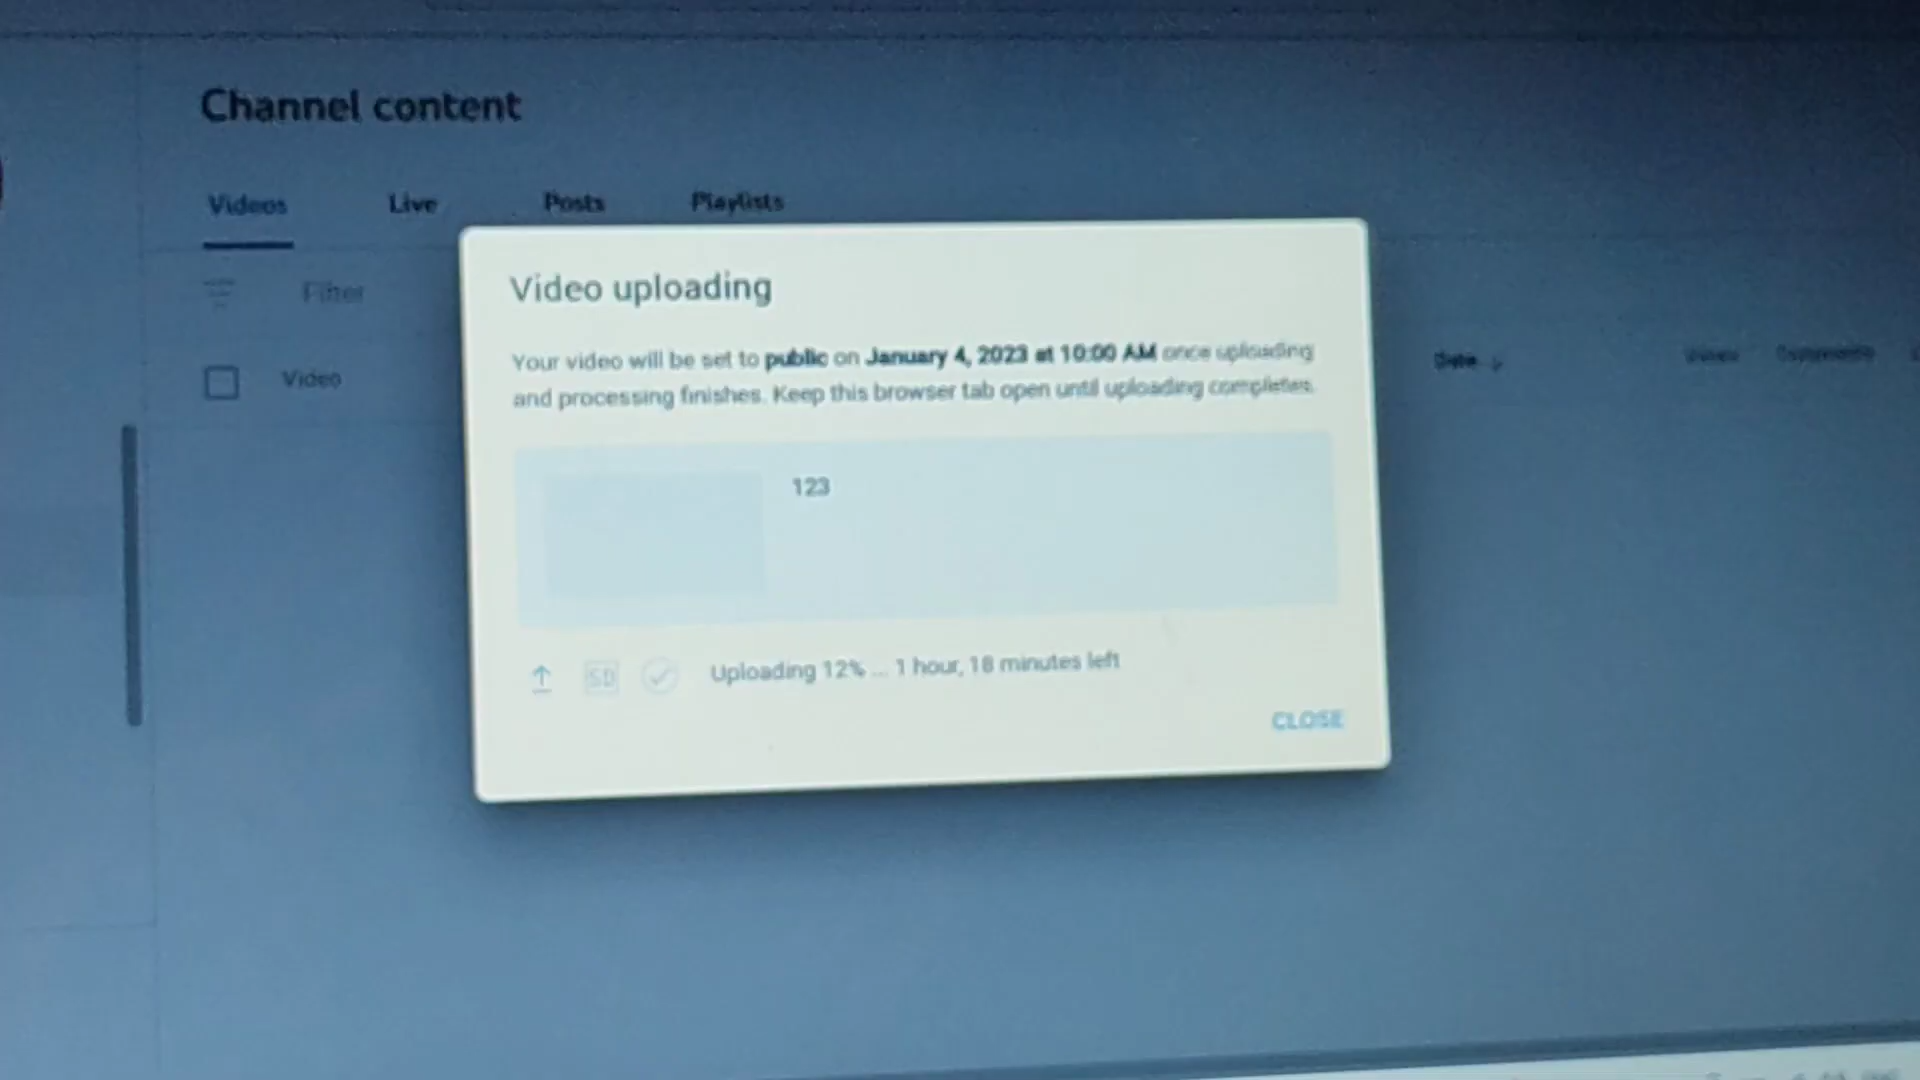 Channel content
Videos Live Posts Playlists
Filter
Video
Date
Video uploading
Your video will be set to public on January 4, 2023 at 10:00 AM once uploading
and processing finishes. Keep this browser tab open until uploading completes.
123
SD
Uploading 12% ... 1 hour, 18 minutes left
CLOSE